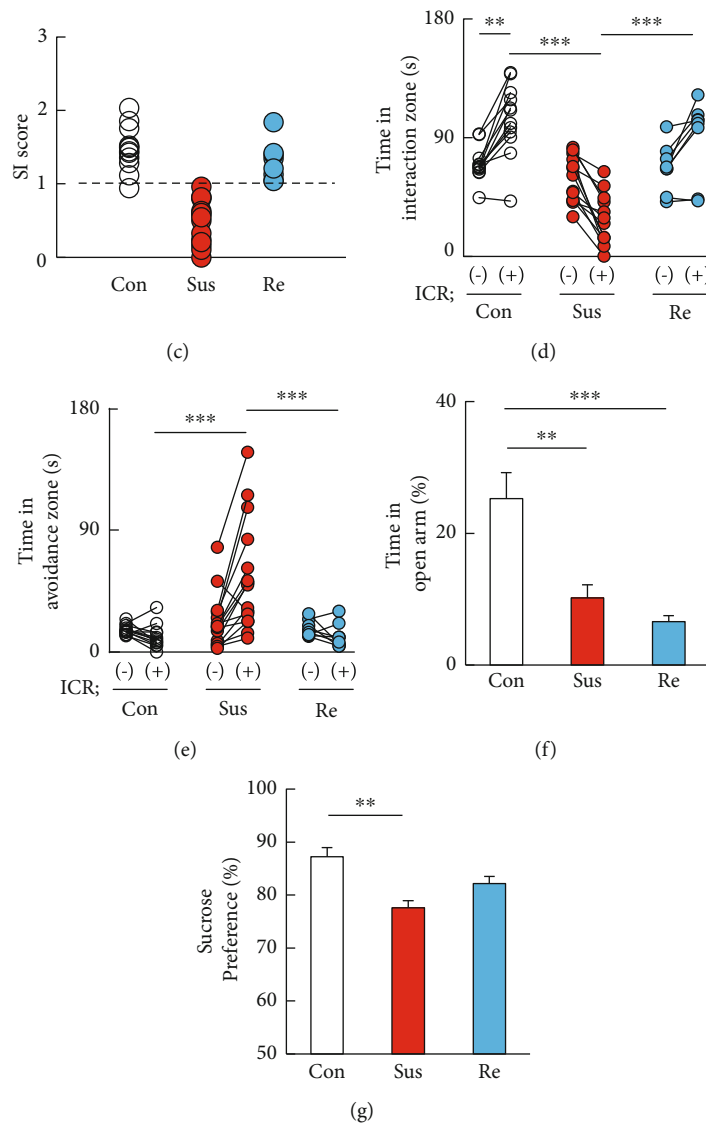 3
2
1
0
SI score
Con Sus Re
(c)
180
90
0
Time in
interaction zone (s)
** *** ***
(-) (+) (-) (+) (-) (+)
ICR;
Con Sus Re
(d)
180
90
0
Time in
avoidance zone (s)
*** ***
(-) (+) (-) (+) (-) (+)
ICR;
Con Sus Re
(e)
40
20
0
Time in
open arm (%)
***
**
Con Sus Re
(f)
100
90
80
70
60
50
Sucrose
Preference (%)
**
Con Sus Re
(g)